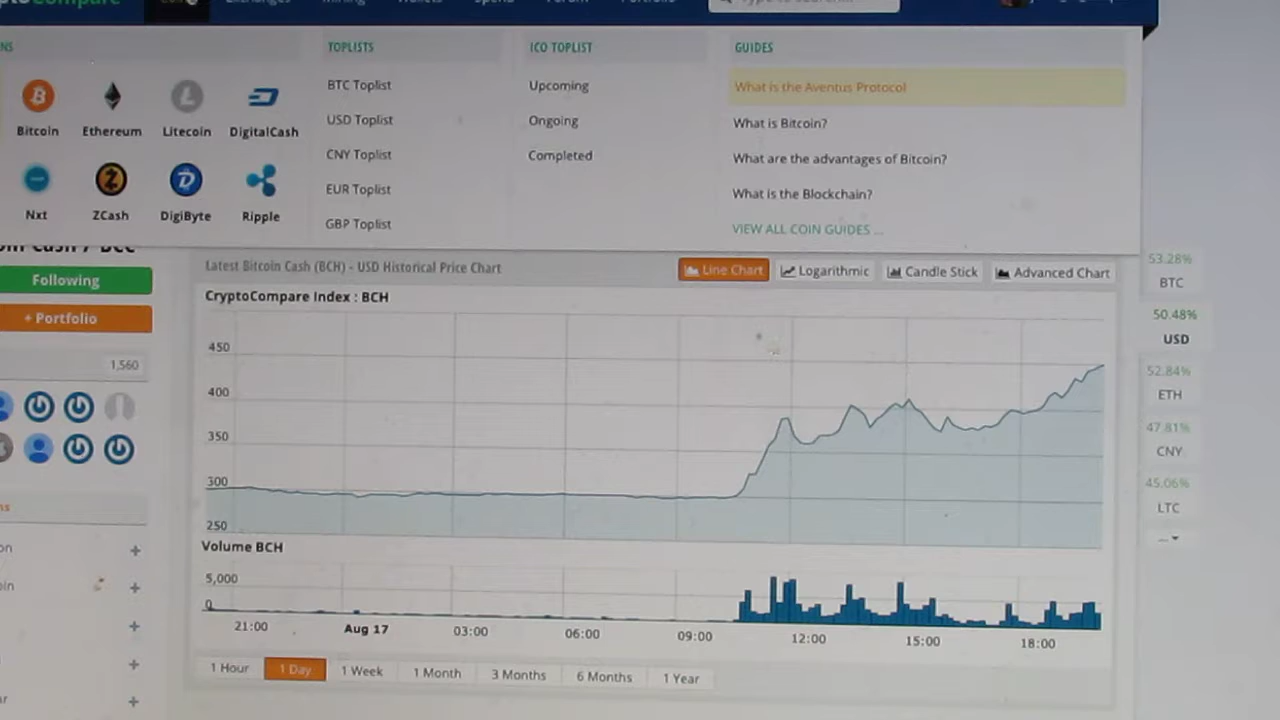 Compare
NS
TOPLISTS
ICO TOPLIST
GUIDES
BTC Toplist
Upcoming
What is the Aventus Protocol
Bitcoin
Ethereum
Litecoin
DigitalCash
USD Toplist
Ongoing
What is Bitcoin?
CNY Toplist
Completed
What are the advantages of Bitcoin?
EUR Toplist
What is the Blockchain?
Nxt
ZCash
DigiByte
Ripple
GBP Toplist
VIEW ALL COIN GUIDES ...
Following
Latest Bitcoin Cash (BCH) - USD Historical Price Chart
Line Chart
Logarithmic
Candle Stick
Advanced Chart
53.28%
BTC
CryptoCompare Index : BCH
+ Portfolio
50.48%
USD
450
1,560
52.84%
ETH
400
350
47.81%
CNY
300
45.06%
LTC
250
Volume BCH
5,000
0
21:00
Aug 17
03:00
06:00
09:00
12:00
15:00
18:00
1 Hour
1 Day
1 Week
1 Month
3 Months
6 Months
1 Year